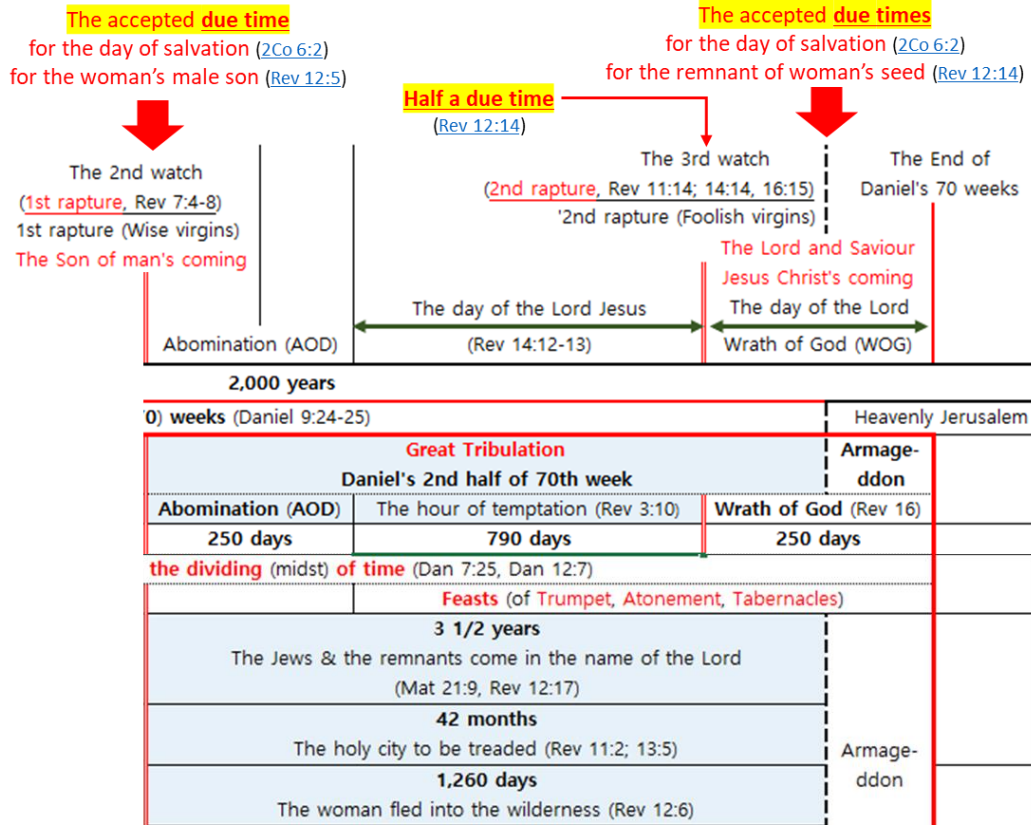 The accepted due time
for the day of salvation (2Co 6:2)
for the woman's male son (Rev 12:5)
The accepted due times
for the day of salvation (2Co 6:2)
for the remnant of woman's seed (Rev 12:14)
Half a due time
(Rev 12:14)
The 2nd watch
(1st rapture, Rev 7:4-8)
1st rapture (Wise virgins)
The Son of man's coming
The 3rd watch
(2nd rapture, Rev 11:14; 14:14, 16:15)
'2nd rapture (Foolish virgins)
The End of
Daniel's 70 weeks
The Lord and Saviour
Jesus Christ's coming
The day of the Lord Jesus
The day of the Lord
Abomination (AOD)
(Rev 14:12-13)
Wrath of God (WOG)
2,000 years
'0) weeks (Daniel 9:24-25)
Heavenly Jerusalem
Great Tribulation
Daniel's 2nd half of 70th week
Armage-
ddon
Abomination (AOD)
The hour of temptation (Rev 3:10)
Wrath of God (Rev 16)
250 days
790 days
250 days
the dividing (midst) of time (Dan 7:25, Dan 12:7)
Feasts (of Trumpet, Atonement, Tabernacles)
3 1/2 years
The Jews & the remnants come in the name of the Lord
(Mat 21:9, Rev 12:17)
42 months
The holy city to be treaded (Rev 11:2; 13:5)
1,260 days
The woman fled into the wilderness (Rev 12:6)
Armage-
ddon